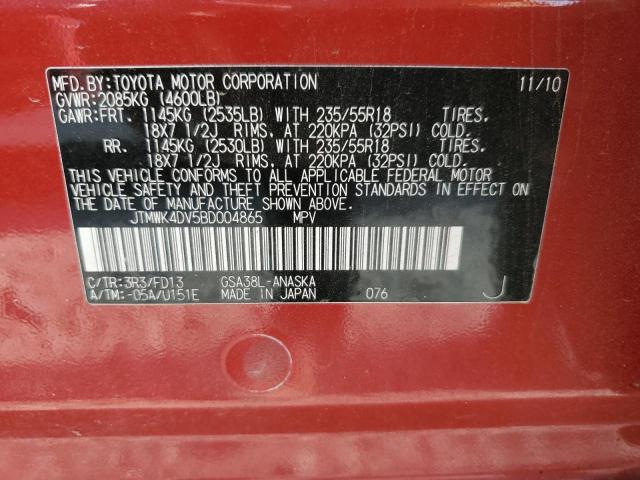 MFD.BY:TOYOTA MOTOR CORPORATION 11/10
GVWR:2085KG (4600LB)
GAWR:FRT. 1145KG (2535LB) WITH 235/55R18 TIRES.
18X7 1/2J RIMS, AT 220KPA (32PSI) COLD.
RR. 1145KG (2530LB) WITH 235/55R18 TIRES.
18X7 1/2J RIMS, AT 220KPA (32PSI) COLD.
THIS VEHICLE CONFORMS TO ALL APPLICABLE FEDERAL MOTOR
VEHICLE SAFETY AND THEFT PREVENTION STANDARDS IN EFFECT ON
THE DATE OF MANUFACTURE SHOWN ABOVE.
JTMWK4DV5BD004865 MPV
C/TR:3R3/FD13 GSA38L-ANASKA
A/TM:-05A/U151E MADE IN JAPAN 076 J